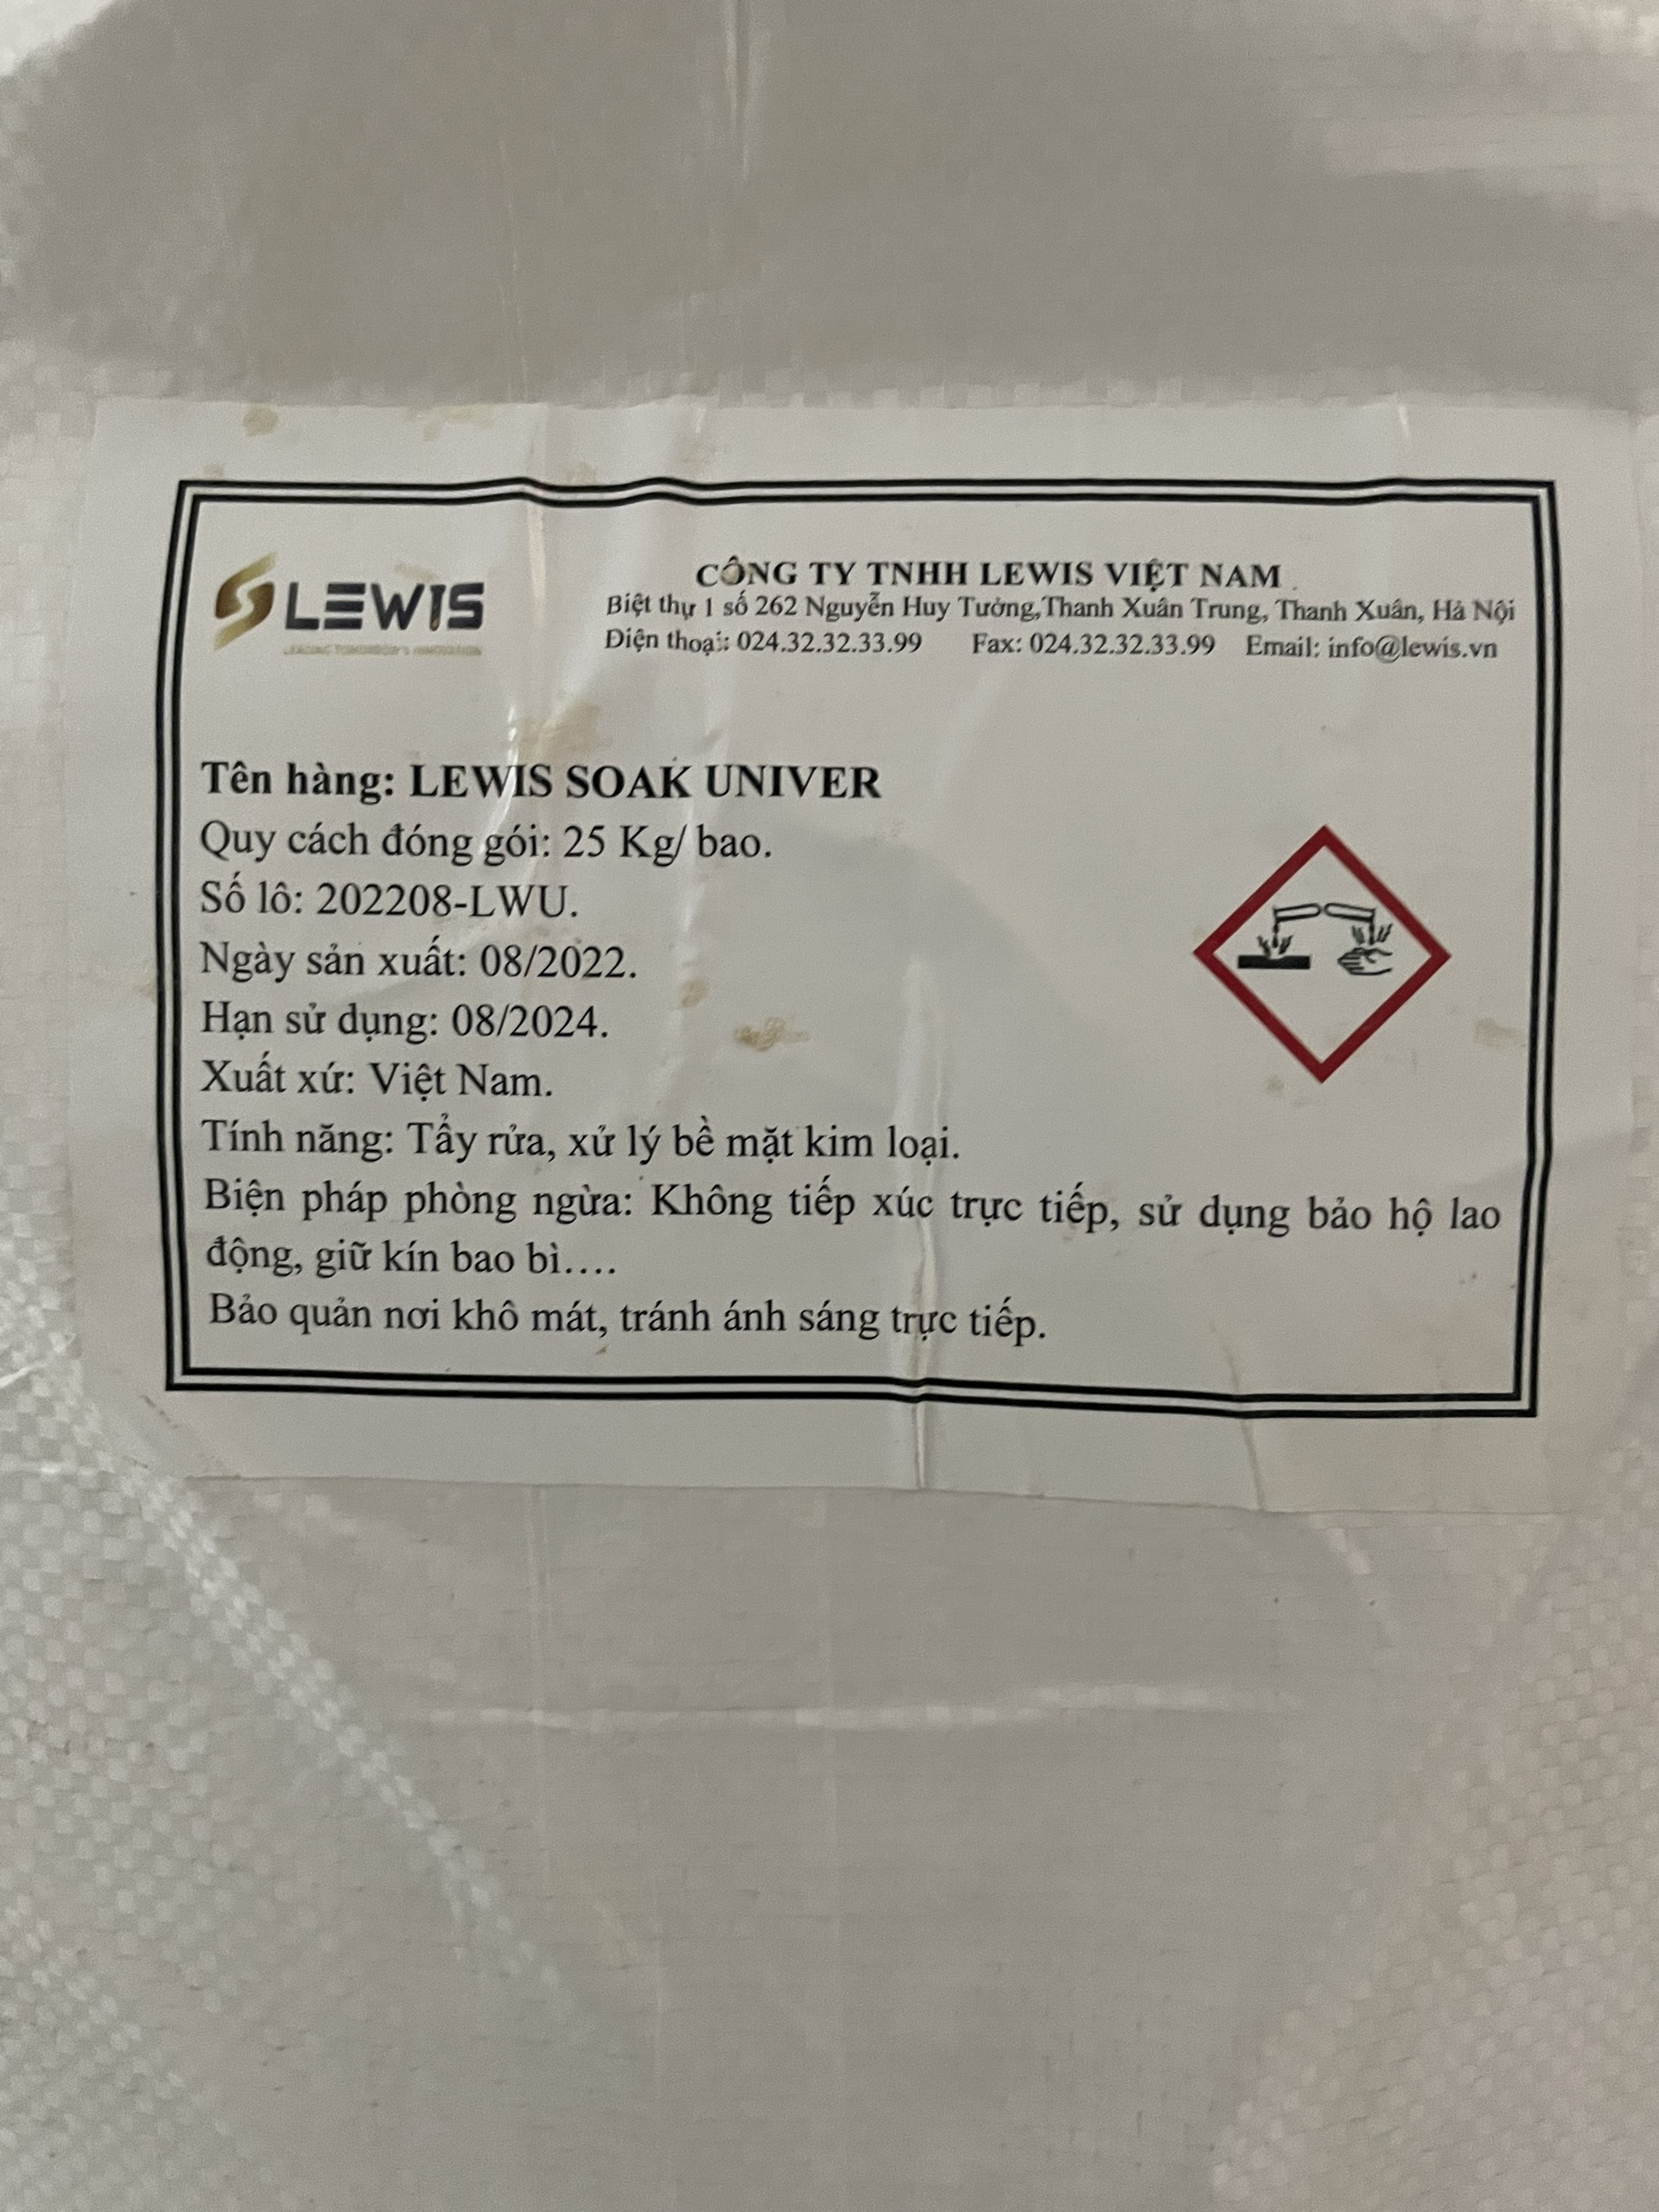 LEWIS
LEADING TOMORROW'S INNOVATION
CÔNG TY TNHH LEWIS VIỆT NAM
Biệt thự 1 số 262 Nguyễn Huy Tưởng,Thanh Xuân Trung, Thanh Xuân, Hà Nội
Điện thoại: 024.32.32.33.99 Fax: 024.32.32.33.99 Email: info@lewis.vn
Tên hàng: LEWIS SOAK UNIVER
Quy cách đóng gói: 25 Kg/ bao.
Số lô: 202208-LWU.
Ngày sản xuất: 08/2022.
Hạn sử dụng: 08/2024.
Xuất xứ: Việt Nam.
Tính năng: Tẩy rửa, xử lý bề mặt kim loại.
Biện pháp phòng ngừa: Không tiếp xúc trực tiếp, sử dụng bảo hộ lao
động, giữ kín bao bì….
Bảo quản nơi khô mát, tránh ánh sáng trực tiếp.